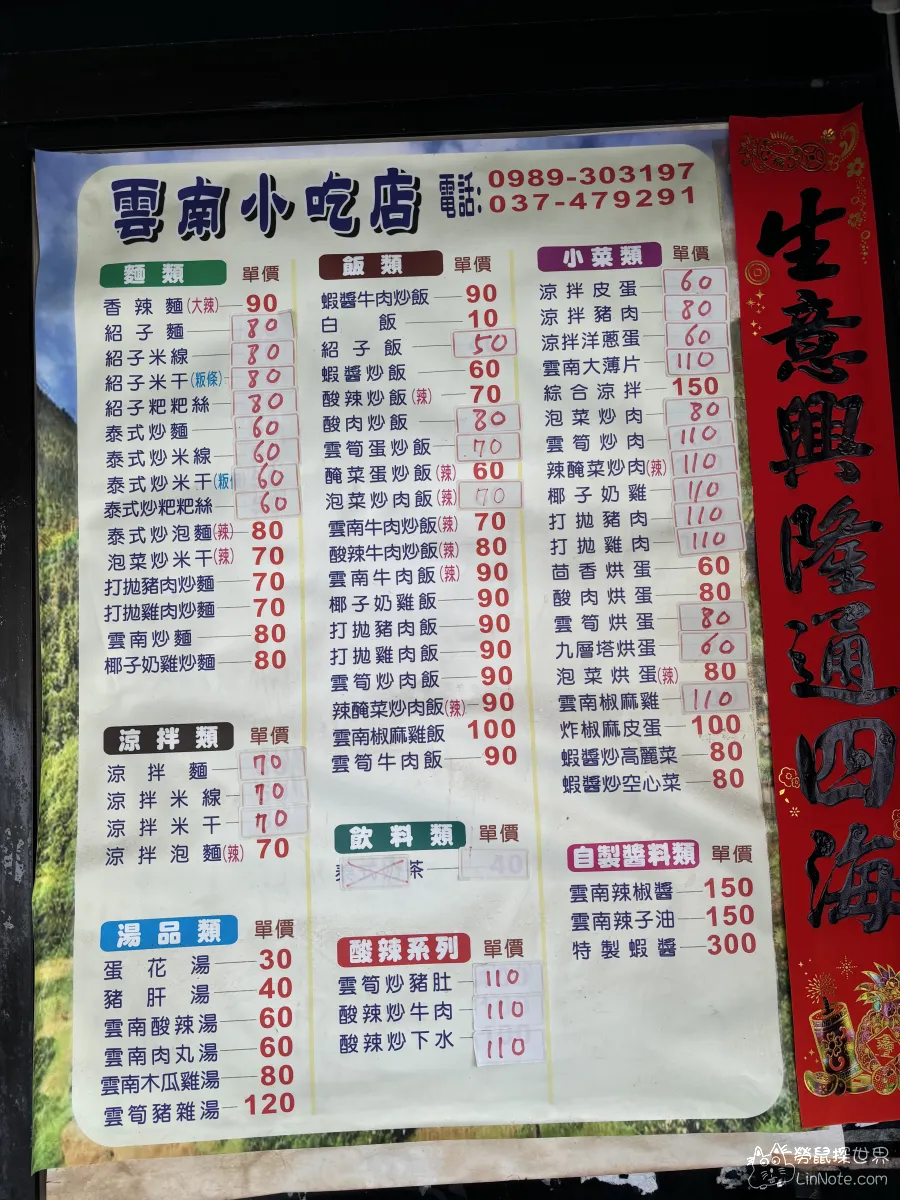 雲南小吃店 電話: 0989-303197
037-479291
麵類 單價
香辣麵(大辣) 90
紹子麵 80
紹子米線 80
紹子米干(粄條) 80
紹子粑粑絲 80
泰式炒麵 60
泰式炒米線 60
泰式炒米干(粄 60
泰式炒粑粑絲 60
泰式炒泡麵(辣) 80
泡菜炒米干(辣) 70
打拋豬肉炒麵 70
打拋雞肉炒麵 70
雲南炒麵 80
椰子奶雞炒麵 80
涼拌類 單價
涼拌麵 70
涼拌米線 70
涼拌米干 70
涼拌泡麵(辣) 70
湯品類 單價
蛋花湯 30
豬肝湯 40
雲南酸辣湯 60
雲南肉丸湯 60
雲南木瓜雞湯 80
雲筍豬雜湯 120
飯類 單價
蝦醬牛肉炒飯 90
白飯 10
紹子飯 50
蝦醬炒飯 60
酸辣炒飯(辣) 70
酸肉炒飯 80
雲筍蛋炒飯 70
醃菜蛋炒飯(辣) 60
泡菜炒肉飯(辣) 70
雲南牛肉炒飯(辣) 70
酸辣牛肉炒飯(辣) 80
雲南牛肉飯(辣) 90
椰子奶雞飯 90
打拋豬肉飯 90
打拋雞肉飯 90
雲筍炒肉飯 90
辣醃菜炒肉飯(辣) 90
雲南椒麻雞飯 100
雲筍牛肉飯 90
飲料類 單價
茶 40
酸辣系列 單價
雲筍炒豬肚 110
酸辣炒牛肉 110
酸辣炒下水 110
小菜類 單價
涼拌皮蛋 60
涼拌豬肉 80
涼拌洋蔥蛋 60
雲南大薄片 110
綜合涼拌 150
泡菜炒肉 80
雲筍炒肉 110
辣醃菜炒肉(辣) 110
椰子奶雞 110
打拋豬肉 110
打拋雞肉 110
茴香烘蛋 60
酸肉烘蛋 80
雲筍烘蛋 80
九層塔烘蛋 60
泡菜烘蛋(辣) 80
雲南椒麻雞 110
炸椒麻皮蛋 100
蝦醬炒高麗菜 80
蝦醬炒空心菜 80
自製醬料類 單價
雲南辣椒醬 150
雲南辣子油 150
特製蝦醬 300
生意興隆通四海
勞鼠探世界
LinNote.com